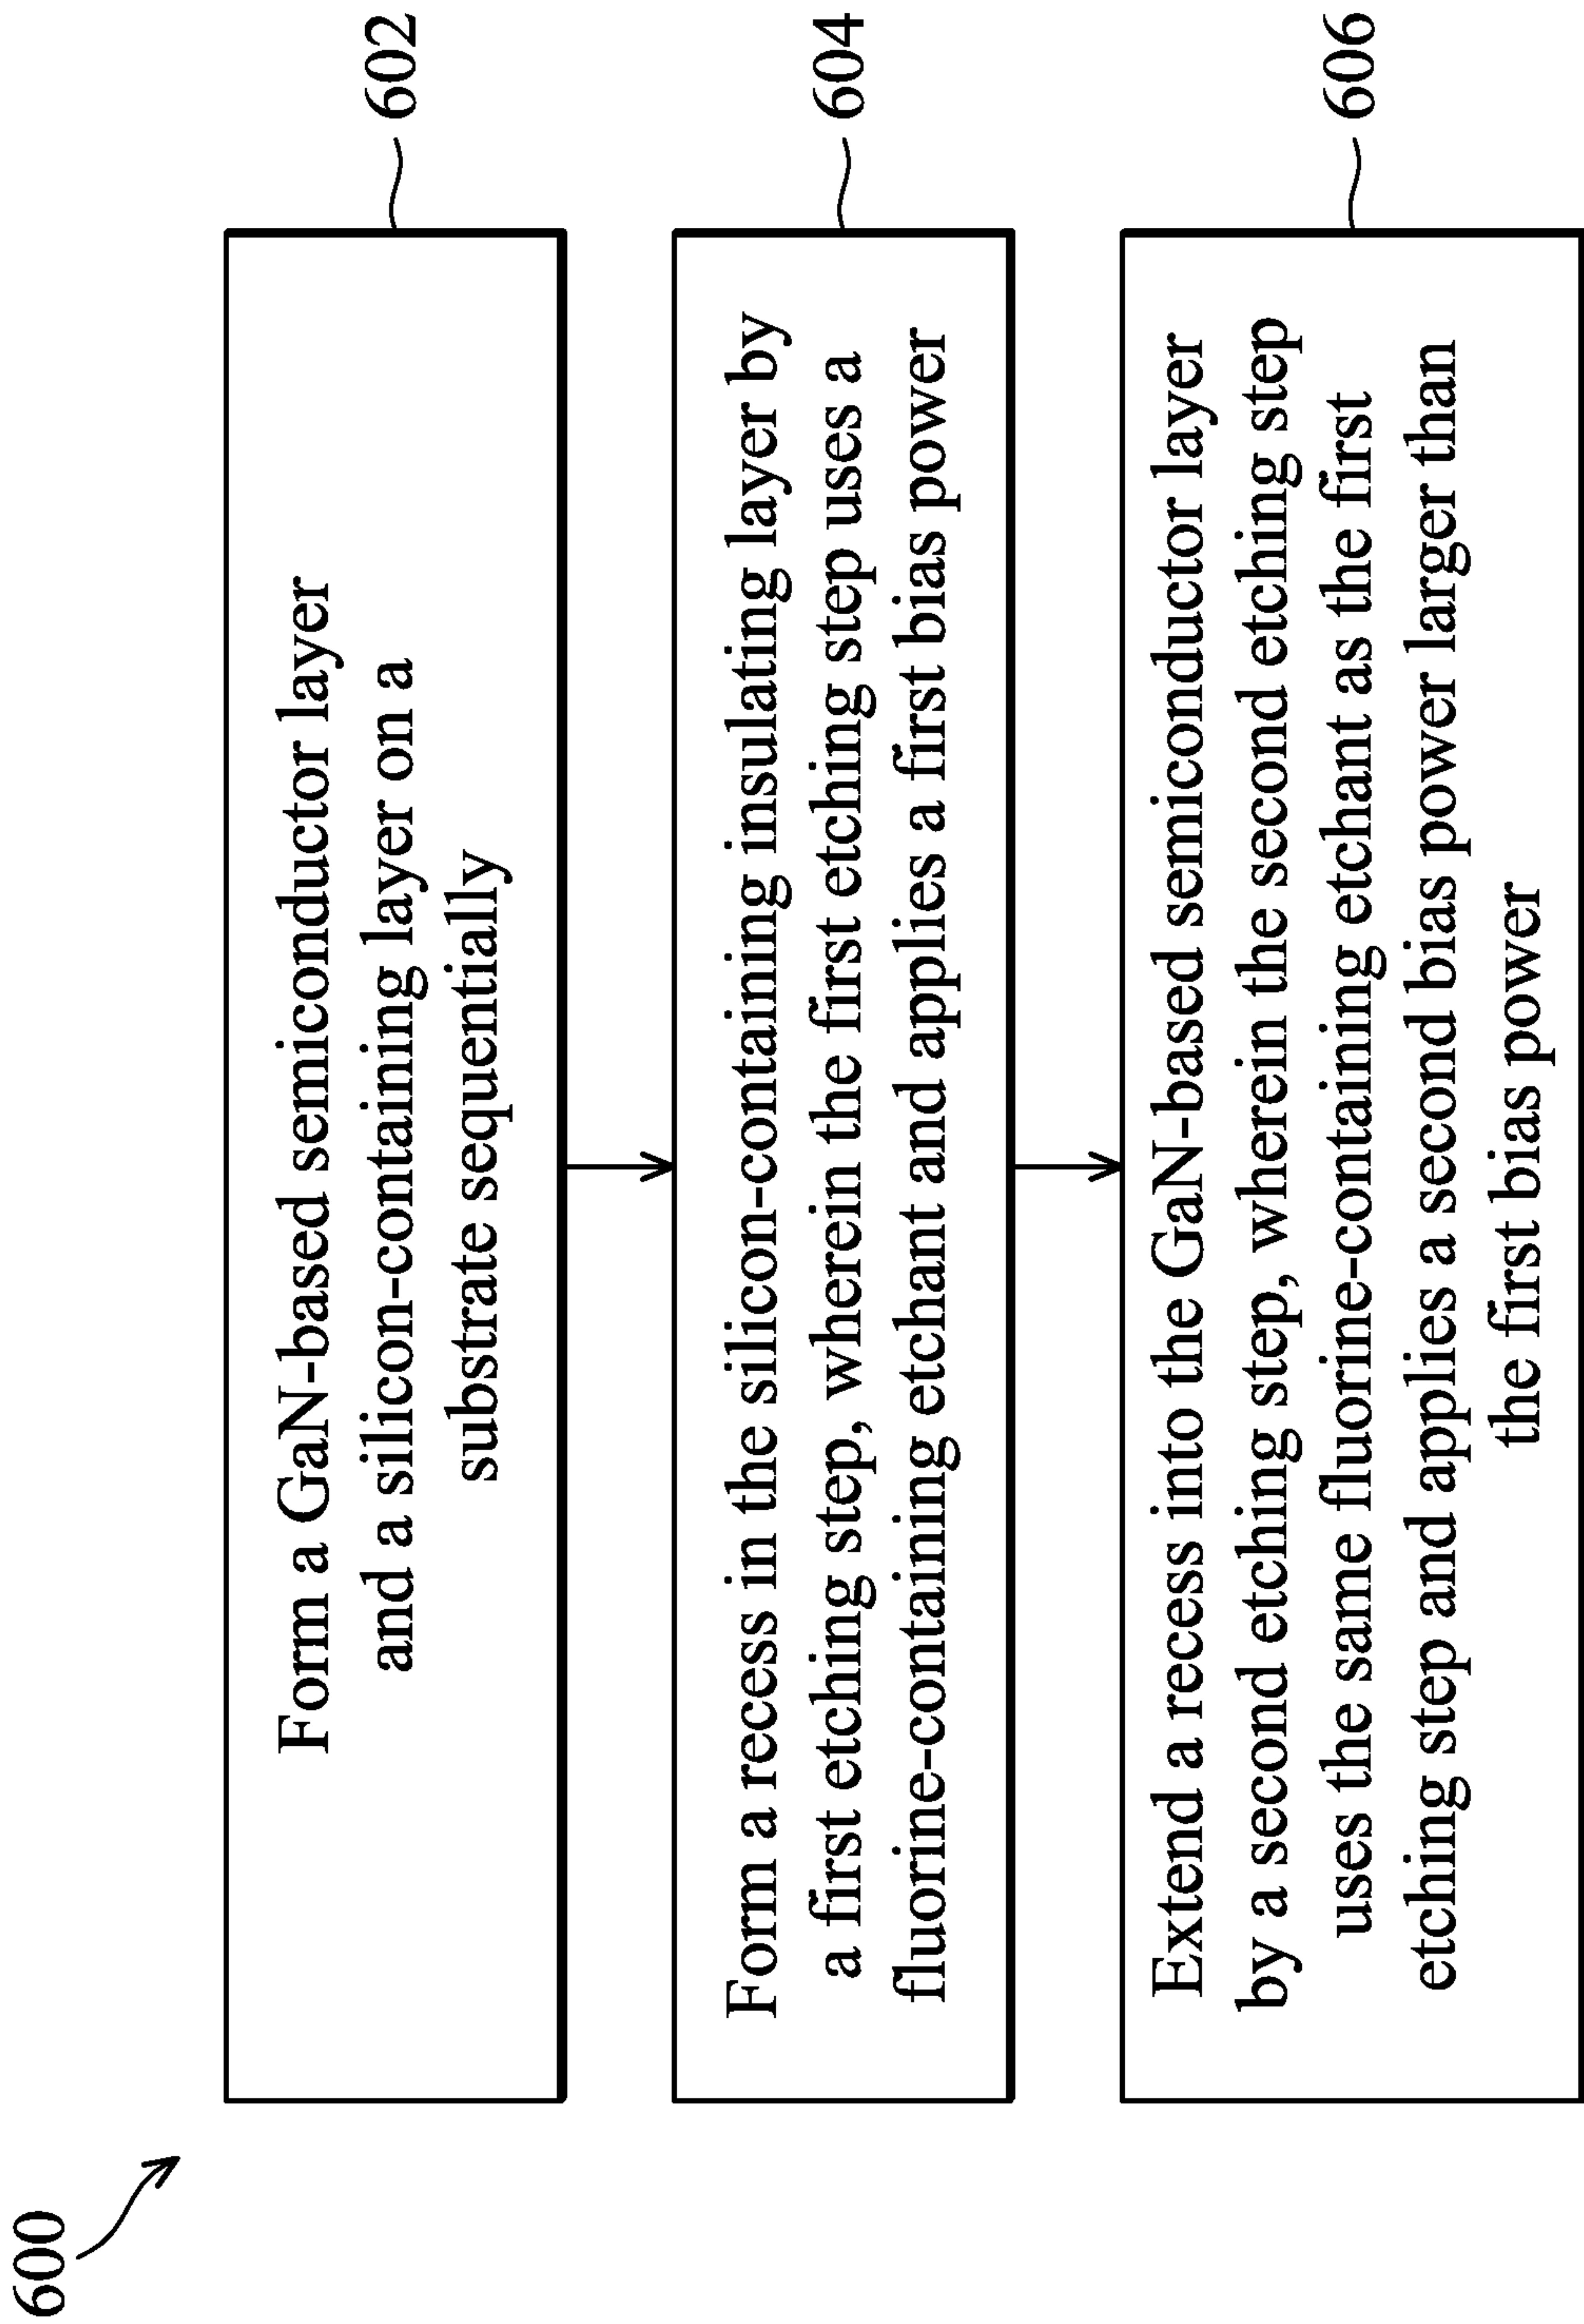 600
Form a GaN-based semiconductor layer
and a silicon-containing layer on a
substrate sequentially
602
Form a recess in the silicon-containing insulating layer by
a first etching step, wherein the first etching step uses a
fluorine-containing etchant and applies a first bias power
604
Extend a recess into the GaN-based semiconductor layer
by a second etching step, wherein the second etching step
uses the same fluorine-containing etchant as the first
etching step and applies a second bias power larger than
the first bias power
606